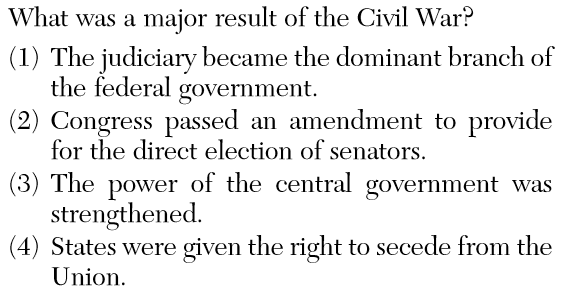 What was a major result of the Civil War?
(1) The judiciary became the dominant branch of
the federal government.
(2) Congress passed an amendment to provide
for the direct election of senators.
(3) The power of the central government was
strengthened.
(4) States were given the right to secede from the
Union.